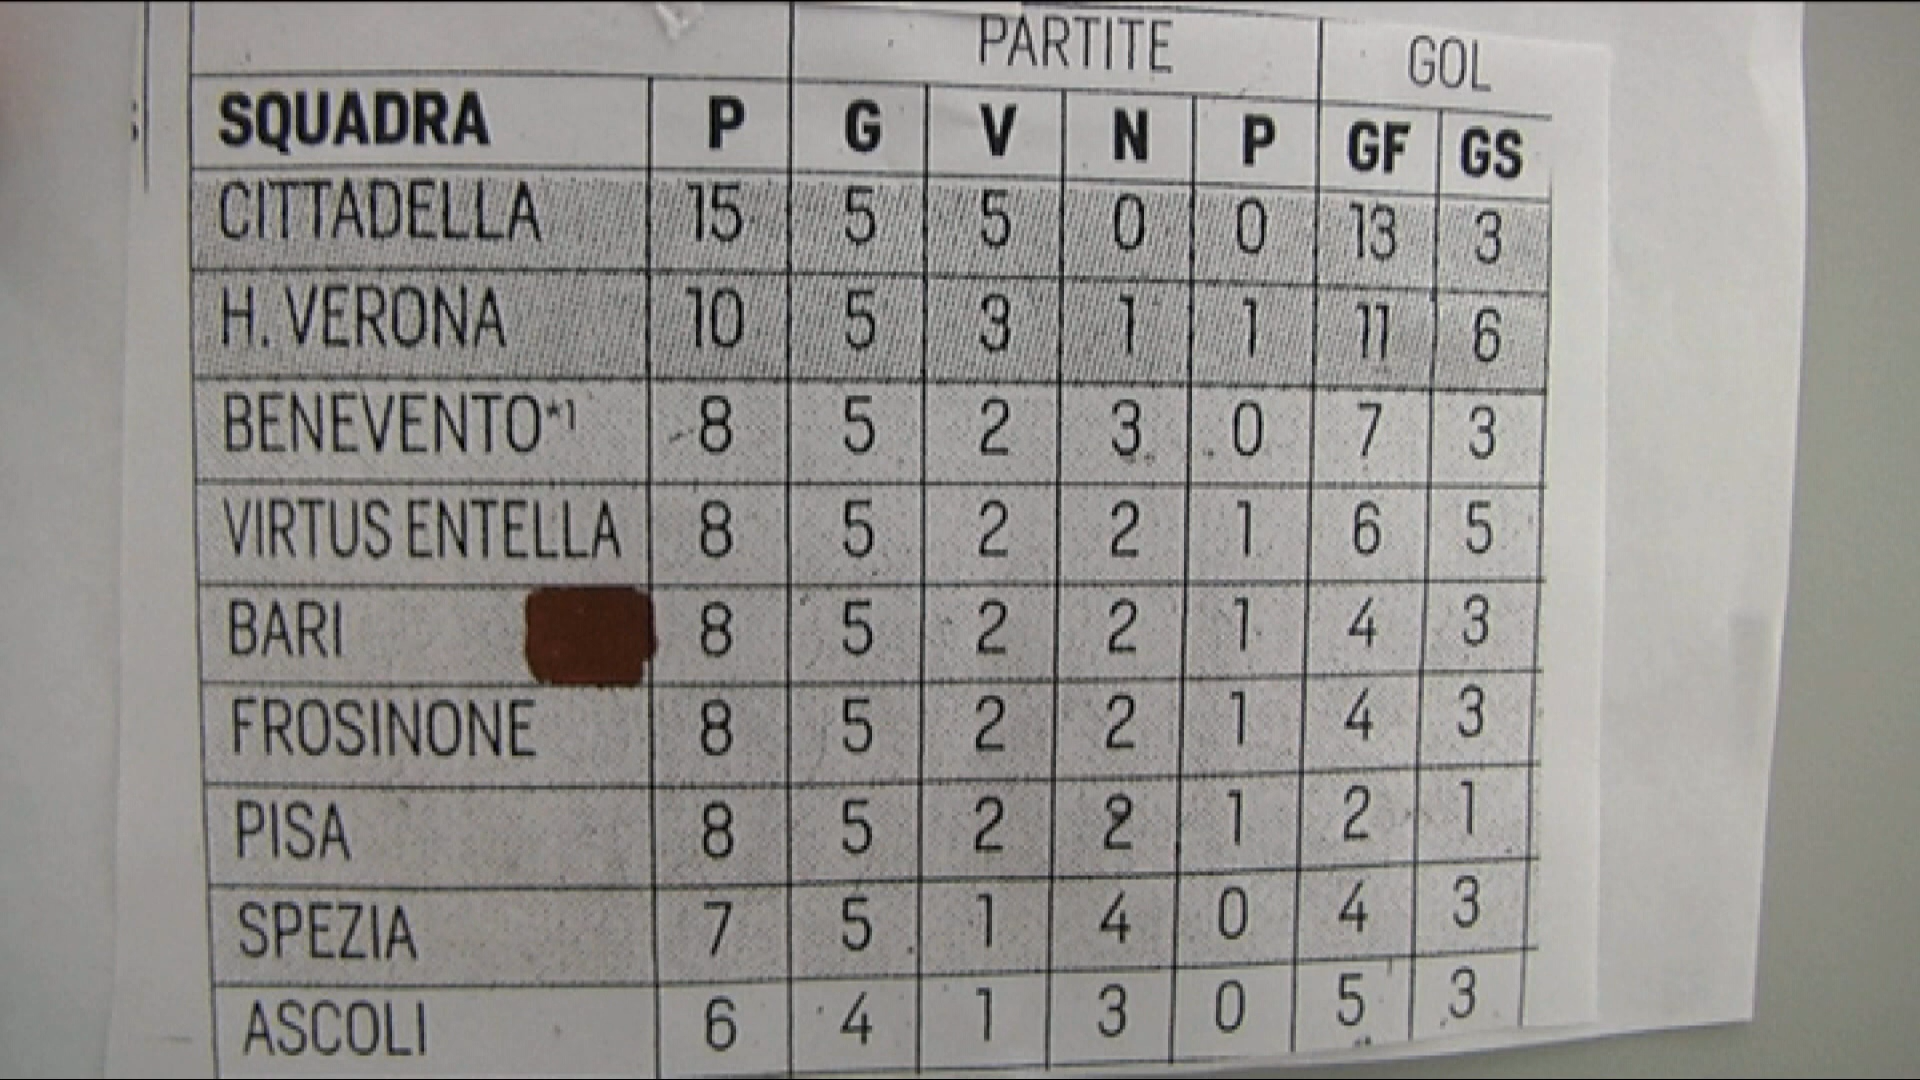 PARTITE GOL
SQUADRA P G V N P GF GS
CITTADELLA 15 5 5 0 0 13 3
H. VERONA 10 5 3 1 1 11 6
BENEVENTO*1 8 5 2 3 0 7 3
VIRTUS ENTELLA 8 5 2 2 1 6 5
BARI 8 5 2 2 1 4 3
FROSINONE 8 5 2 2 1 4 3
PISA 8 5 2 2 1 2 1
SPEZIA 7 5 1 4 0 4 3
ASCOLI 6 4 1 3 0 5 3